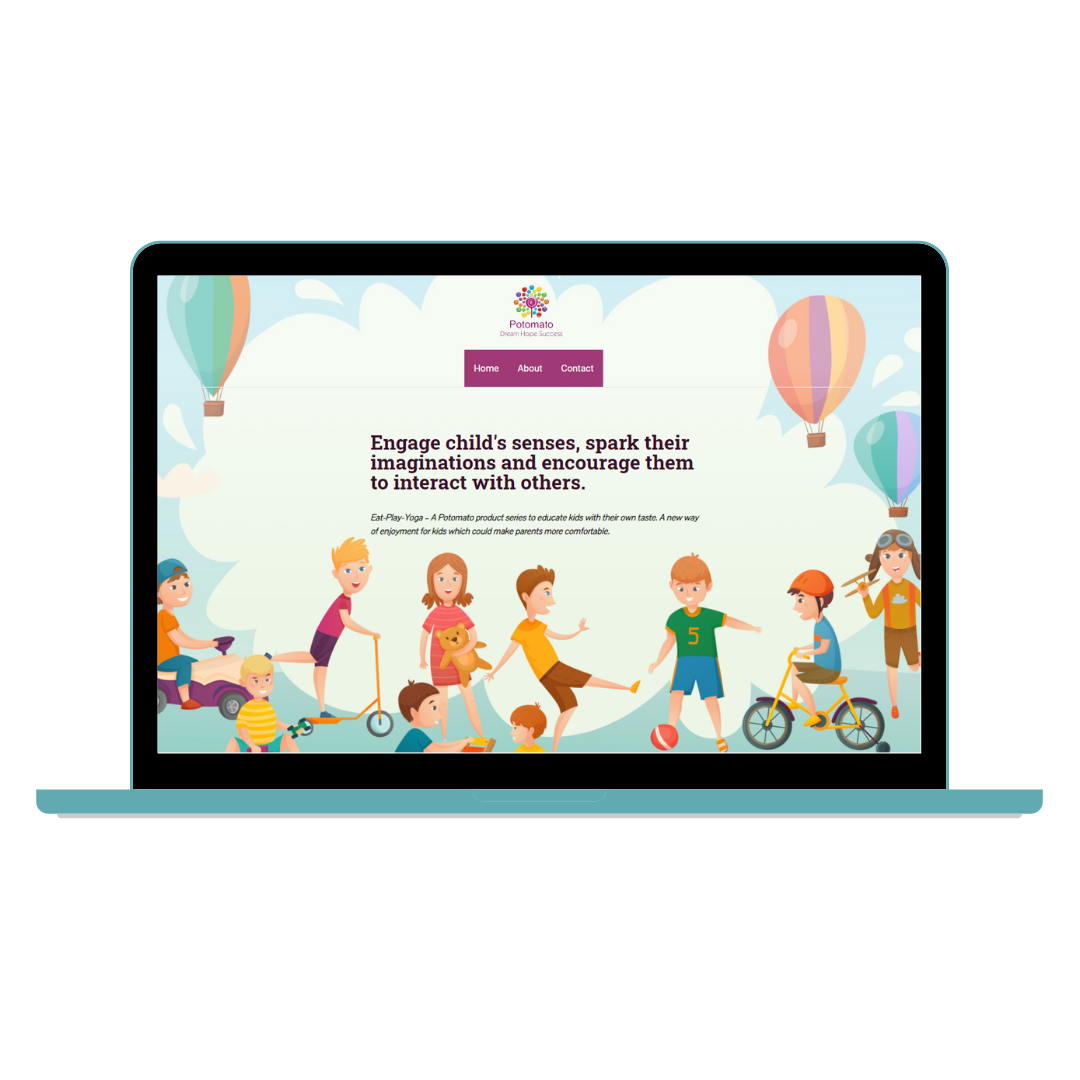 Potomato
Dream Hope Success
Home About Contact
Engage child's senses, spark their
imaginations and encourage them
to interact with others.
Eat-Play-Yoga – A Potomato product series to educate kids with their own taste. A new way
of enjoyment for kids which could make parents more comfortable.
5